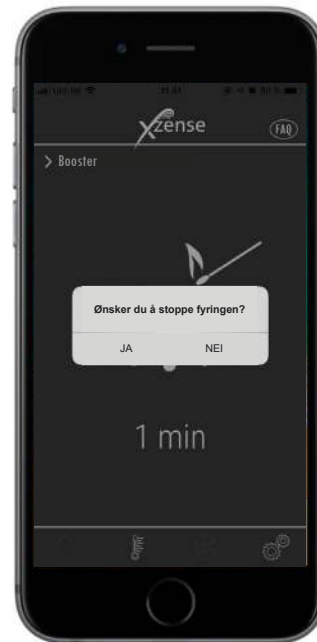 xzense
FAQ
> Booster
Ønsker du å stoppe fyringen?
JA
NEI
1 min